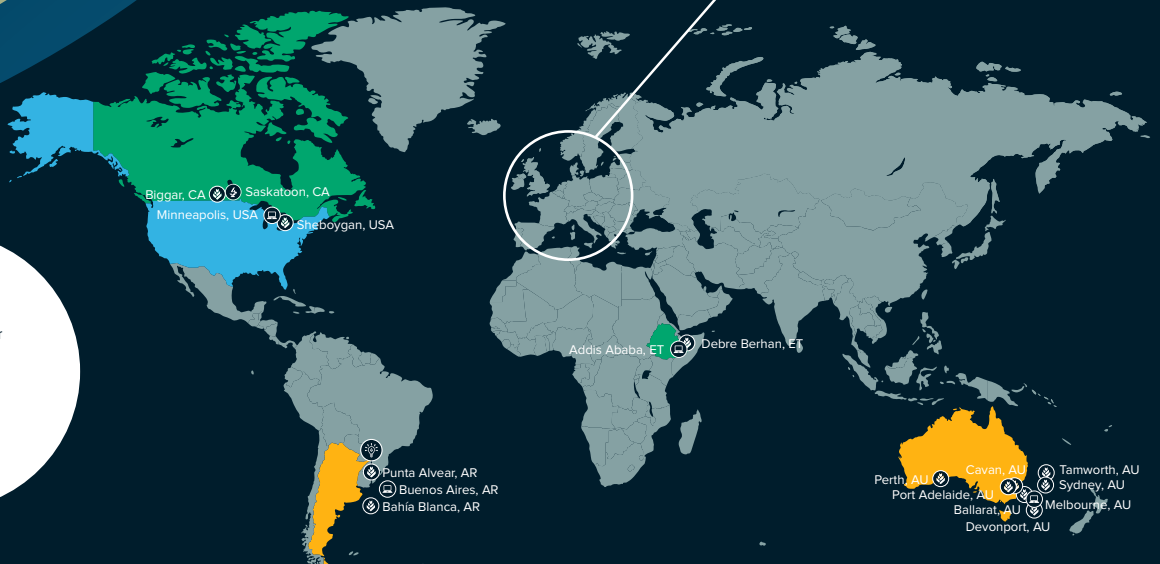 Biggar, CA
Saskatoon, CA
Minneapolis, USA
Sheboygan, USA
Addis Ababa, ET
Debre Berhan, ET
Punta Alvear, AR
Buenos Aires, AR
Bahía Blanca, AR
Perth, AU
Cavan, AU
Tamworth, AU
Sydney, AU
Port Adelaide, AU
Melbourne, AU
Ballarat, AU
Devonport, AU